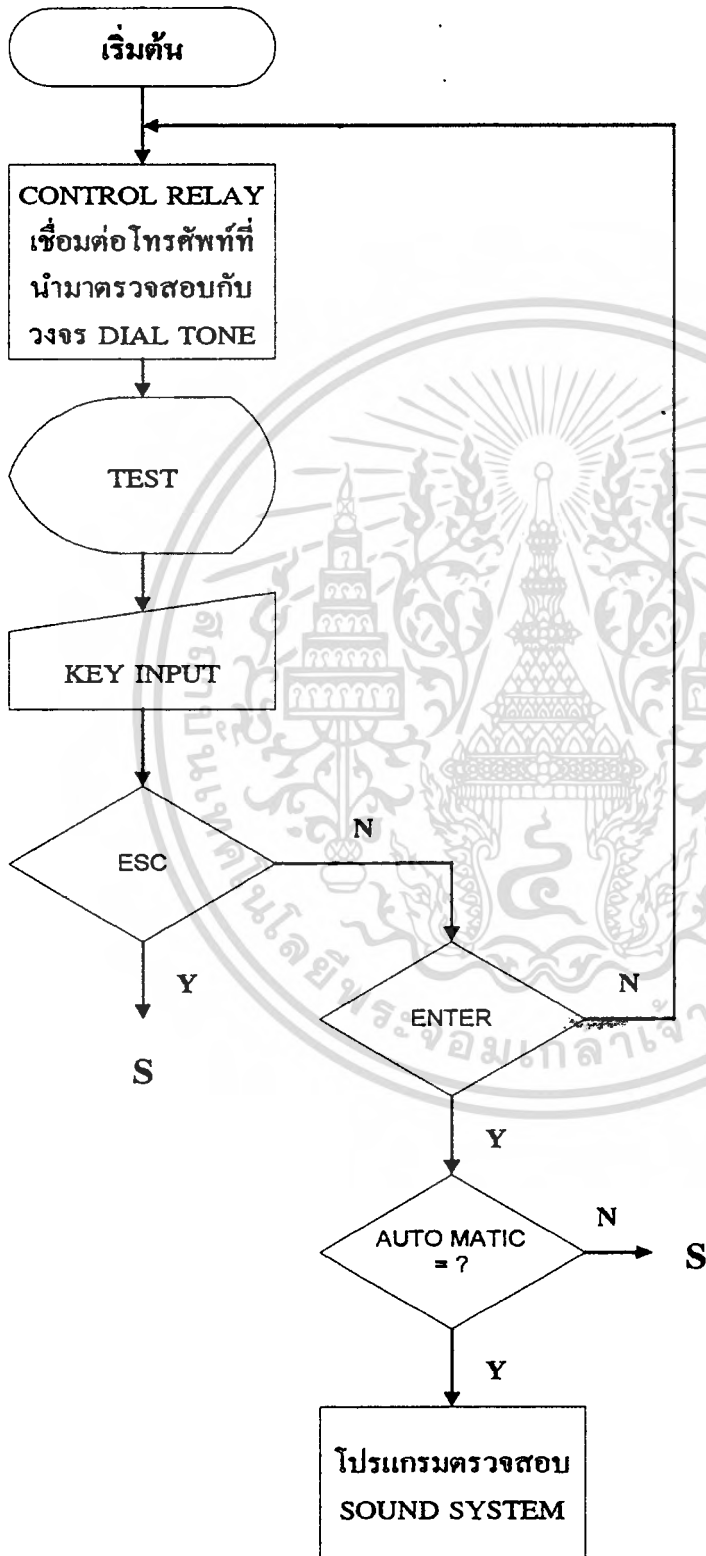 เริ่มต้น
CONTROL RELAY
เชื่อมต่อโทรศัพท์ที่
นำมาตรวจสอบกับ
วงจร DIAL TONE
TEST
KEY INPUT
ESC
N
Y
S
ENTER
N
Y
AUTO MATIC
= ?
N
S
Y
โปรแกรมตรวจสอบ
SOUND SYSTEM